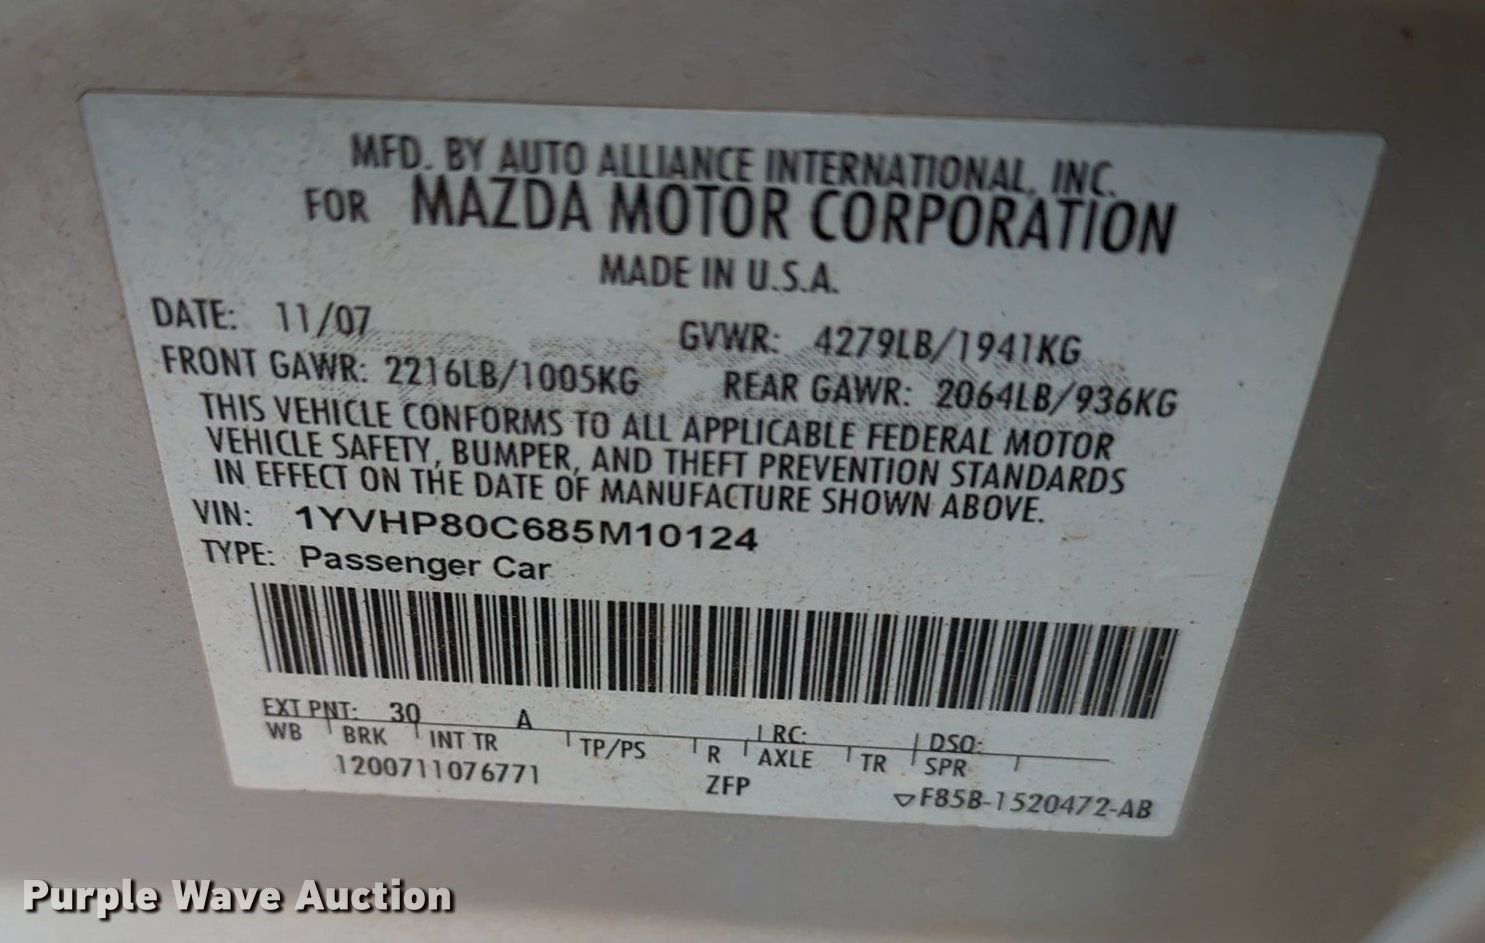 MFD. BY AUTO ALLIANCE INTERNATIONAL, INC.
FOR MAZDA MOTOR CORPORATION
MADE IN U.S.A.
DATE: 11/07 GVWR: 4279LB/1941KG
FRONT GAWR: 2216LB/1005KG REAR GAWR: 2064LB/936KG
THIS VEHICLE CONFORMS TO ALL APPLICABLE FEDERAL MOTOR
VEHICLE SAFETY, BUMPER, AND THEFT PREVENTION STANDARDS
IN EFFECT ON THE DATE OF MANUFACTURE SHOWN ABOVE.
VIN: 1YVHP80C685M10124
TYPE: Passenger Car
EXT PNT: 30 A RC: DSO:
WB BRK INT TR TP/PS R AXLE TR SPR
1200711076771 ZFP
▽F85B-1520472-AB
Purple Wave Auction